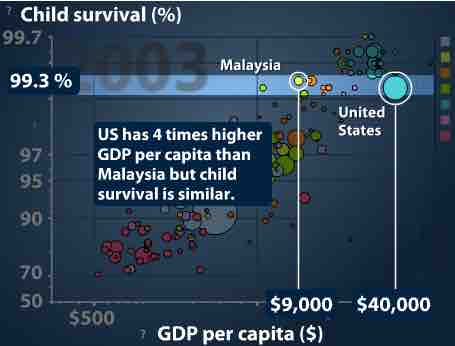 ? Child survival (%)
99.7
003
Malaysia
99.3 %
United
States
US has 4 times higher
GDP per capita than
Malaysia but child
survival is similar.
97
95
90
70
50
$9,000
$40,000
$500
? GDP per capita ($)